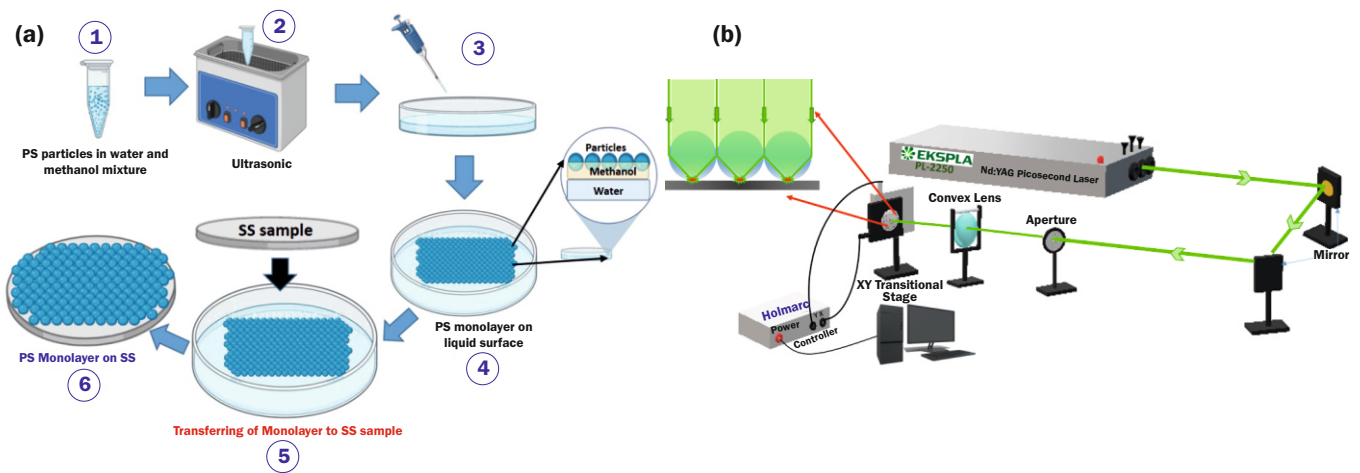 (a)
1
PS particles in water and
methanol mixture
2
Ultrasonic
3
Particles
Methanol
Water
PS monolayer on
liquid surface
4
SS sample
Transferring of Monolayer to SS sample
5
PS Monolayer on SS
6
(b)
EKSPLA
PL-2250
Nd:YAG Picosecond Laser
Convex Lens
Aperture
Mirror
XY Transitional
Stage
Holmarc
Power
Y X
Controller